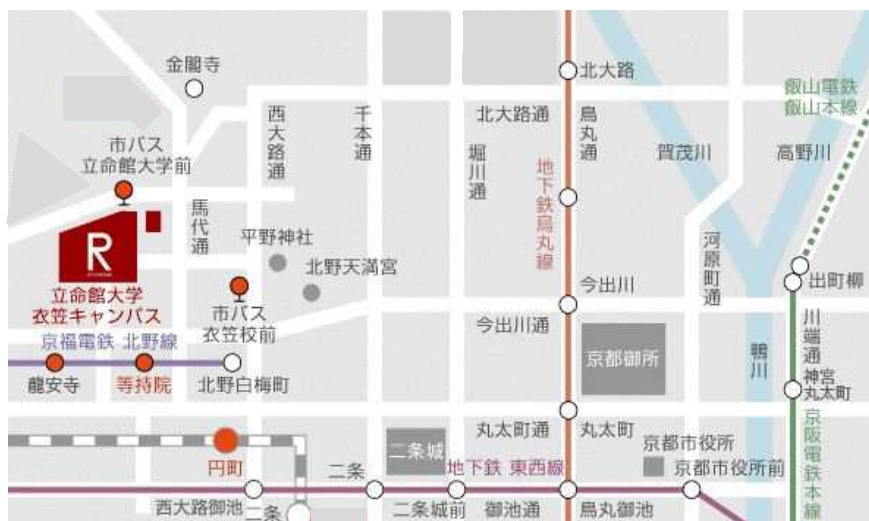 金閣寺
北大路
叡山電鉄
叡山本線
西大路通
千本通
北大路通
烏丸通
市バス
立命館大学前
堀川通
地下鉄烏丸線
賀茂川
高野川
馬代通
平野神社
河原町通
R
北野天満宮
今出川
出町柳
立命館大学
衣笠キャンパス
市バス
衣笠校前
今出川通
川端通
京福電鉄 北野線
京都御所
鴨川
龍安寺
等持院
北野白梅町
神宮
丸太町
丸太町通
丸太町
京阪電鉄本線
円町
二条城
京都市役所
二条
地下鉄 東西線
京都市役所前
西大路御池
二条
二条城前
御池通
烏丸御池